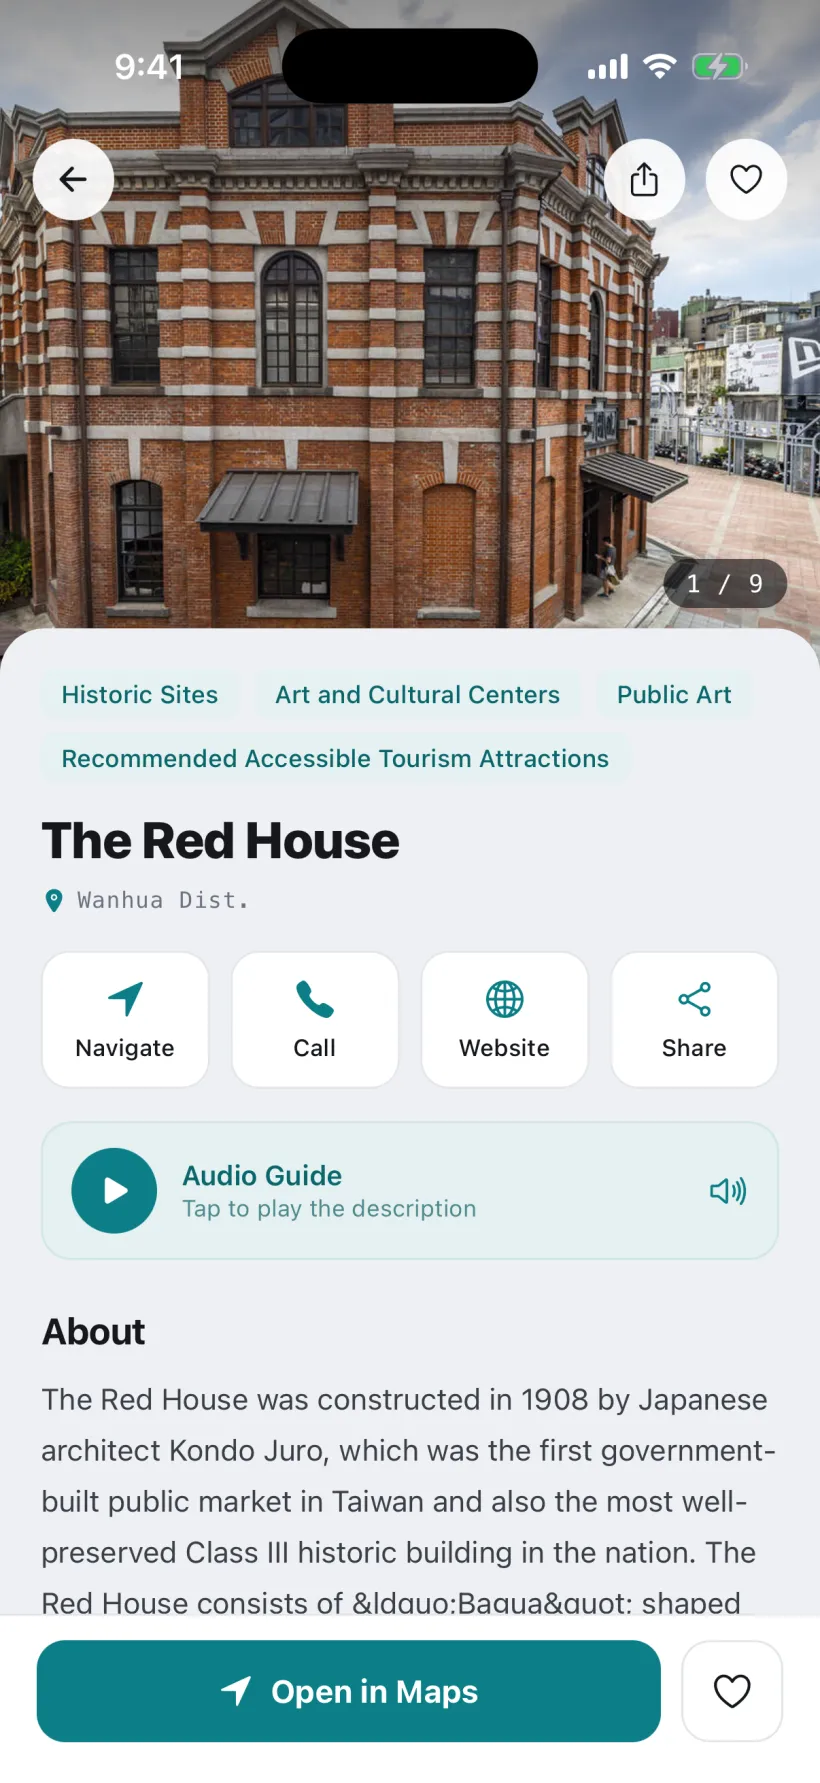 9:41
1 / 9
Historic Sites
Art and Cultural Centers
Public Art
Recommended Accessible Tourism Attractions
The Red House
Wanhua Dist.
Navigate
Call
Website
Share
Audio Guide
Tap to play the description
About
The Red House was constructed in 1908 by Japanese
architect Kondo Juro, which was the first government-
built public market in Taiwan and also the most well-
preserved Class III historic building in the nation. The
Red House consists of &ldquo;Bagua&quot; shaped
Open in Maps